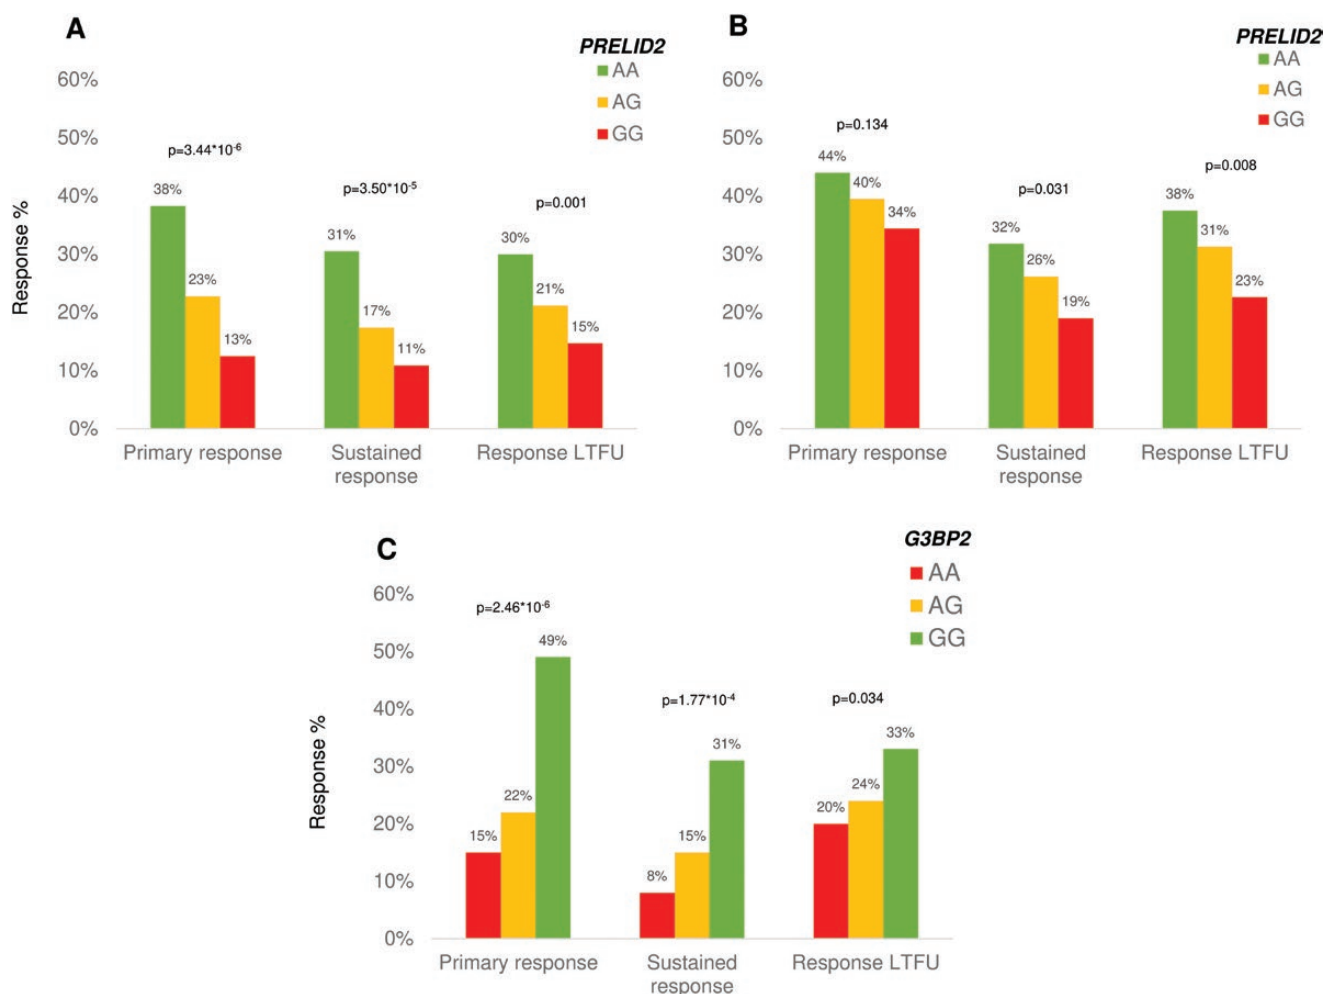 A
PRELID2
AA
AG
GG
60%
50%
40%
30%
20%
10%
0%
Response %
p=3.44*10-6
38%
23%
13%
p=3.50*10-5
31%
17%
11%
p=0.001
30%
21%
15%
Primary response
Sustained
response
Response LTFU
B
PRELID2
AA
AG
GG
60%
50%
40%
30%
20%
10%
0%
p=0.134
44%
40%
34%
p=0.031
32%
26%
19%
p=0.008
38%
31%
23%
Primary response
Sustained
response
Response LTFU
C
G3BP2
AA
AG
GG
60%
50%
40%
30%
20%
10%
0%
Response %
p=2.46*10-6
15%
22%
49%
p=1.77*10-4
8%
15%
31%
p=0.034
20%
24%
33%
Primary response
Sustained
response
Response LTFU